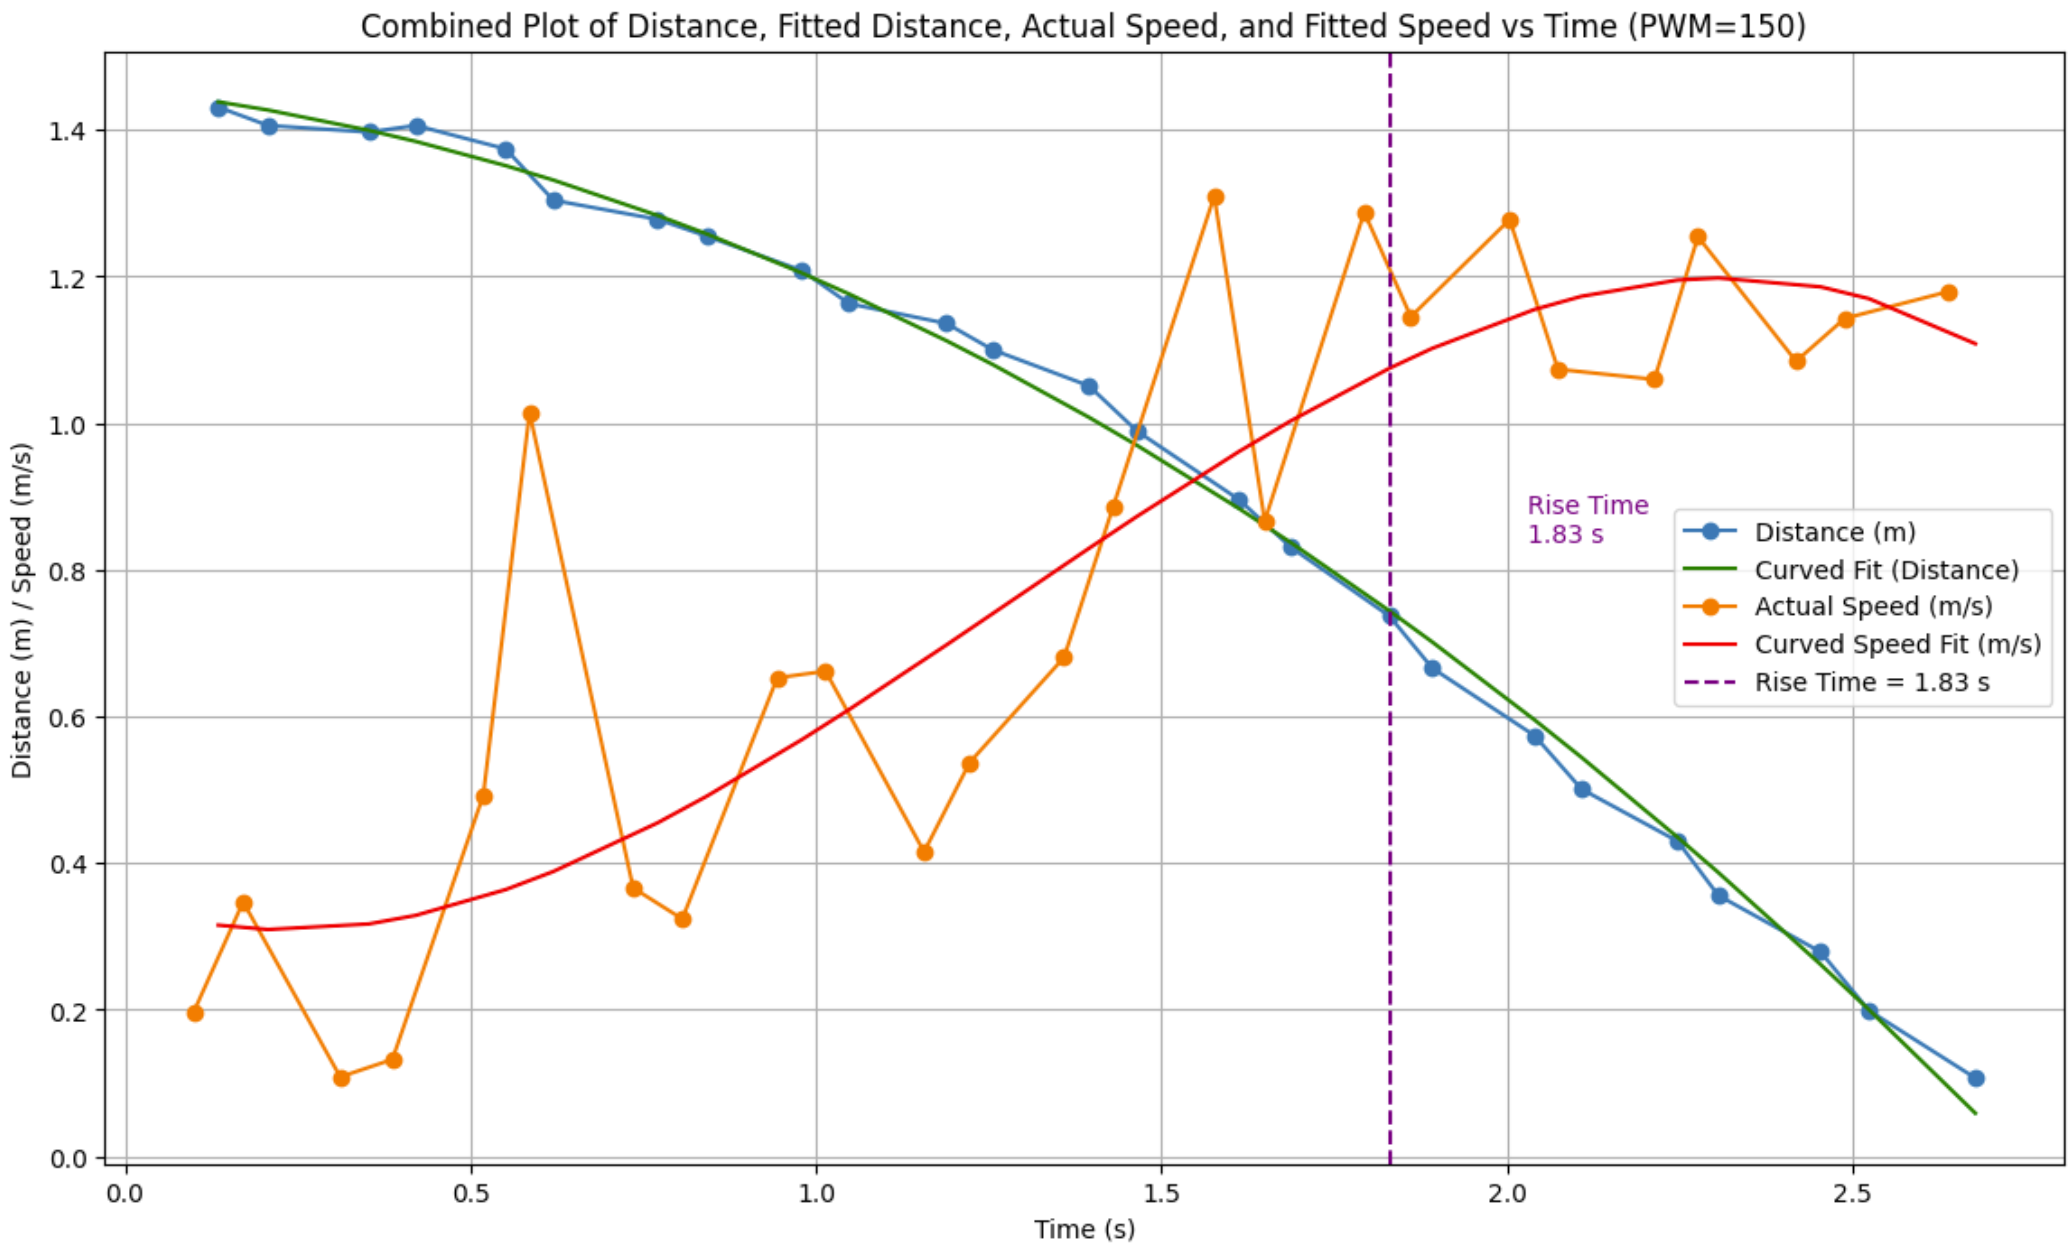 Combined Plot of Distance, Fitted Distance, Actual Speed, and Fitted Speed vs Time (PWM=150)
Distance (m) / Speed (m/s)
1.4
1.2
1.0
0.8
0.6
0.4
0.2
0.0
Rise Time
1.83 s
Distance (m)
Curved Fit (Distance)
Actual Speed (m/s)
Curved Speed Fit (m/s)
Rise Time = 1.83 s
0.0 0.5 1.0 1.5 2.0 2.5
Time (s)